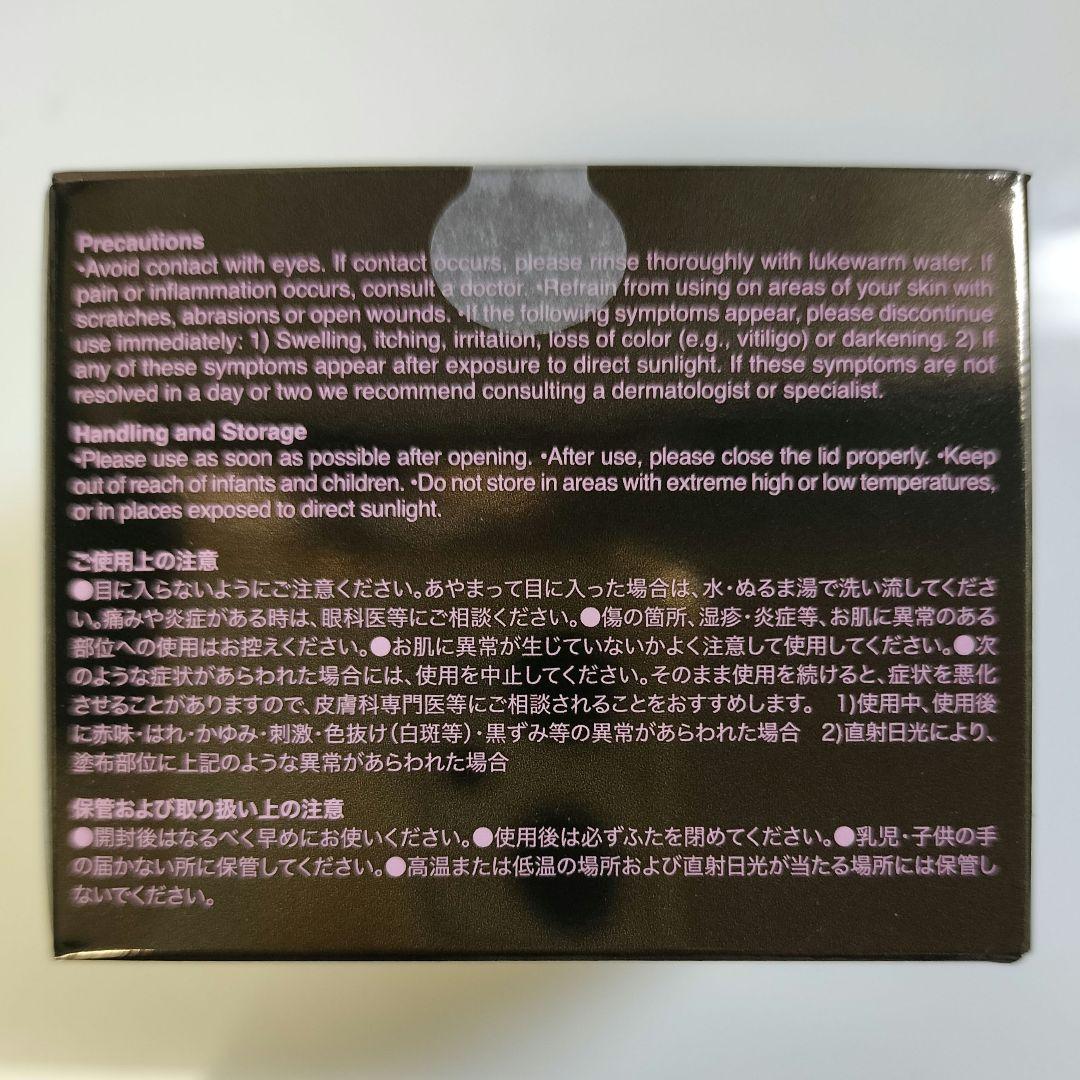 Precautions
•Avoid contact with eyes. If contact occurs, please rinse thoroughly with lukewarm water. If
pain or inflammation occurs, consult a doctor. •Refrain from using on areas of your skin with
scratches, abrasions or open wounds. •If the following symptoms appear, please discontinue
use immediately: 1) Swelling, itching, irritation, loss of color (e.g., vitiligo) or darkening. 2) If
any of these symptoms appear after exposure to direct sunlight. If these symptoms are not
resolved in a day or two we recommend consulting a dermatologist or specialist.
Handling and Storage
•Please use as soon as possible after opening. •After use, please close the lid properly. •Keep
out of reach of infants and children. •Do not store in areas with extreme high or low temperatures,
or in places exposed to direct sunlight.
ご使用上の注意
●目に入らないようにご注意ください。あやまって目に入った場合は、水・ぬるま湯で洗い流してくださ
い。痛みや炎症がある時は、眼科医等にご相談ください。●傷の箇所、湿疹・炎症等、お肌に異常のある
部位への使用はお控えください。●お肌に異常が生じていないかよく注意して使用してください。●次
のような症状があらわれた場合には、使用を中止してください。そのまま使用を続けると、症状を悪化
させることがありますので、皮膚科専門医等にご相談されることをおすすめします。 1)使用中、使用後
に赤味・はれ・かゆみ・刺激・色抜け（白斑等）・黒ずみ等の異常があらわれた場合 2)直射日光により、
塗布部位に上記のような異常があらわれた場合
保管および取り扱い上の注意
●開封後はなるべく早めにお使いください。●使用後は必ずふたを閉めてください。●乳児・子供の手
の届かない所に保管してください。●高温または低温の場所および直射日光が当たる場所には保管し
ないでください。